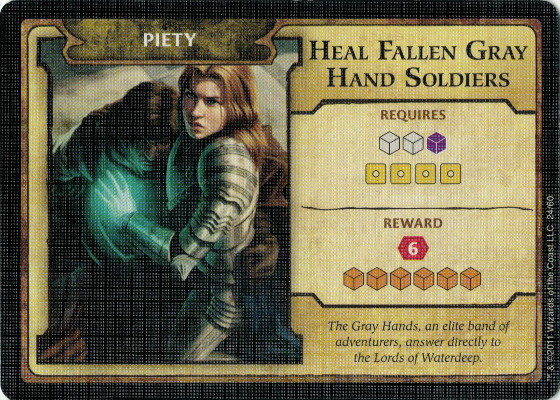 PIETY
HEAL FALLEN GRAY
HAND SOLDIERS
REQUIRES
REWARD
6
The Gray Hands, an elite band of
adventurers, answer directly to
the Lords of Waterdeep.
® ©2011 Wizards of the Coast LLC 24/60